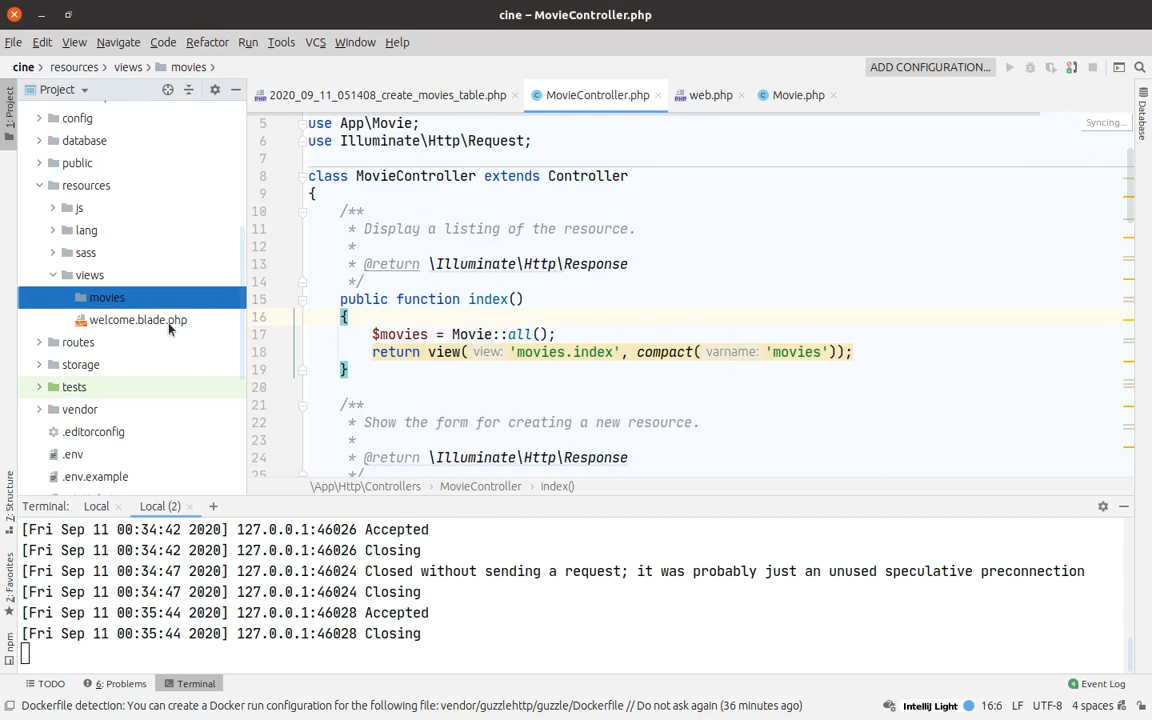 cine – MovieController.php
File Edit View Navigate Code Refactor Run Tools VCS Window Help
cine resources views movies ADD CONFIGURATION...
1: Project
Project
2020_09_11_051408_create_movies_table.php MovieController.php web.php Movie.php
Database
config
database
public
resources
js
lang
sass
views
movies
welcome.blade.php
routes
storage
tests
vendor
.editorconfig
.env
.env.example
Syncing...
5 use App\Movie;
6 use Illuminate\Http\Request;
7
8 class MovieController extends Controller
9 {
10 /**
11 * Display a listing of the resource.
12 *
13 * @return \Illuminate\Http\Response
14 */
15 public function index()
16 {
17 $movies = Movie::all();
18 return view( view: 'movies.index', compact( varname: 'movies'));
19 }
20
21 /**
22 * Show the form for creating a new resource.
23 *
24 * @return \Illuminate\Http\Response
25 */
\App\Http\Controllers › MovieController › index()
Z: Structure
2: Favorites
npm
Terminal: Local Local (2)
[Fri Sep 11 00:34:42 2020] 127.0.0.1:46026 Accepted
[Fri Sep 11 00:34:42 2020] 127.0.0.1:46026 Closing
[Fri Sep 11 00:34:47 2020] 127.0.0.1:46024 Closed without sending a request; it was probably just an unused speculative preconnection
[Fri Sep 11 00:34:47 2020] 127.0.0.1:46024 Closing
[Fri Sep 11 00:35:44 2020] 127.0.0.1:46028 Accepted
[Fri Sep 11 00:35:44 2020] 127.0.0.1:46028 Closing
TODO 6: Problems Terminal 4 Event Log
Dockerfile detection: You can create a Docker run configuration for the following file: vendor/guzzlehttp/guzzle/Dockerfile // Do not ask again (36 minutes ago) IntelliJ Light 16:6 LF UTF-8 4 spaces